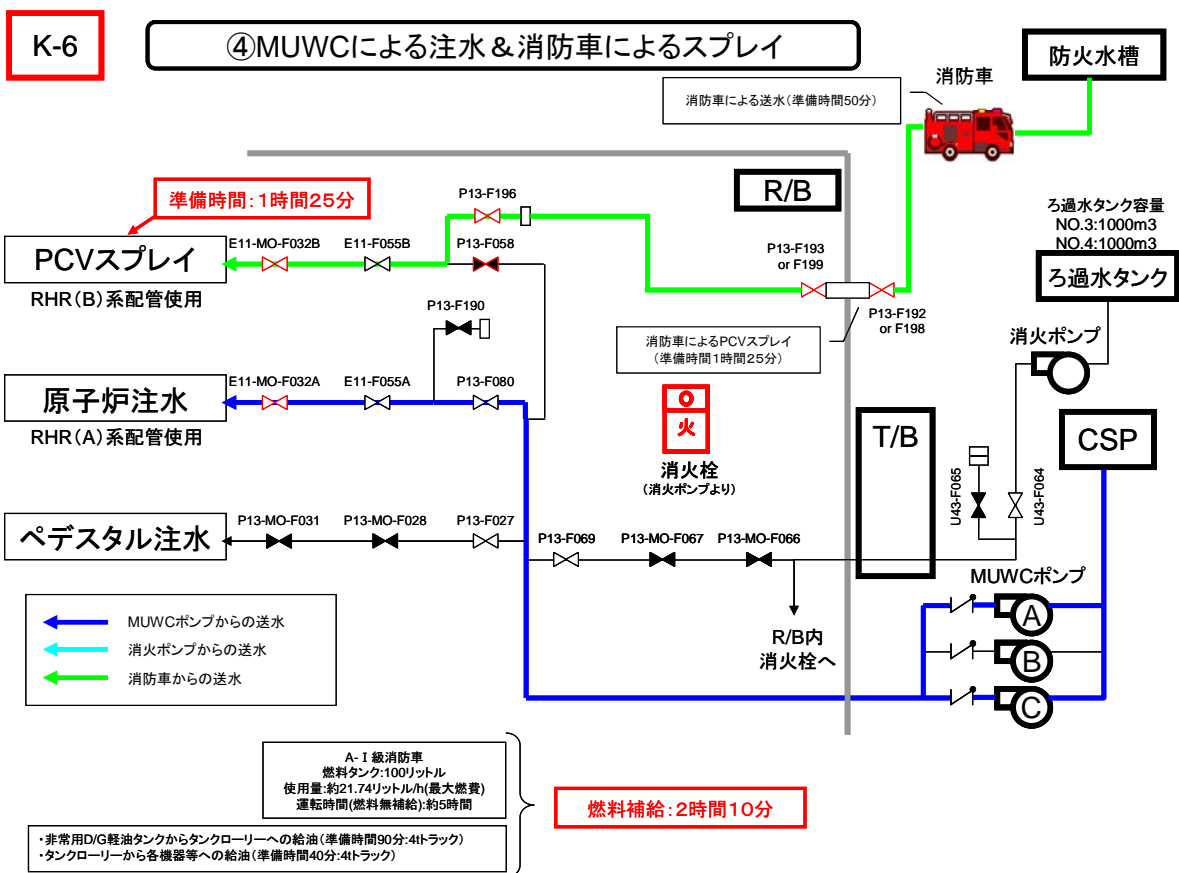 K-6
④MUWCによる注水＆消防車によるスプレイ
防火水槽
消防車
消防車による送水（準備時間50分）
準備時間：1時間25分
P13-F196
R/B
ろ過水タンク容量
NO.3:1000m3
NO.4:1000m3
PCVスプレイ
E11-MO-F032B
E11-F055B
P13-F058
P13-F193
or F199
ろ過水タンク
RHR（B）系配管使用
P13-F190
P13-F192
or F198
消防車によるPCVスプレイ
（準備時間1時間25分）
消火ポンプ
原子炉注水
E11-MO-F032A
E11-F055A
P13-F080
RHR（A）系配管使用
火
消火栓
（消火ポンプより）
T/B
CSP
U43-F065
U43-F064
ペデスタル注水
P13-MO-F031
P13-MO-F028
P13-F027
P13-F069
P13-MO-F067
P13-MO-F066
MUWCポンプ
A
B
C
R/B内
消火栓へ
MUWCポンプからの送水
消火ポンプからの送水
消防車からの送水
A-Ⅰ級消防車
燃料タンク:100リットル
使用量:約21.74リットル/h(最大燃費)
運転時間(燃料無補給):約5時間
燃料補給：2時間10分
・非常用D/G軽油タンクからタンクローリーへの給油（準備時間90分:4tトラック）
・タンクローリーから各機器等への給油（準備時間40分:4tトラック）